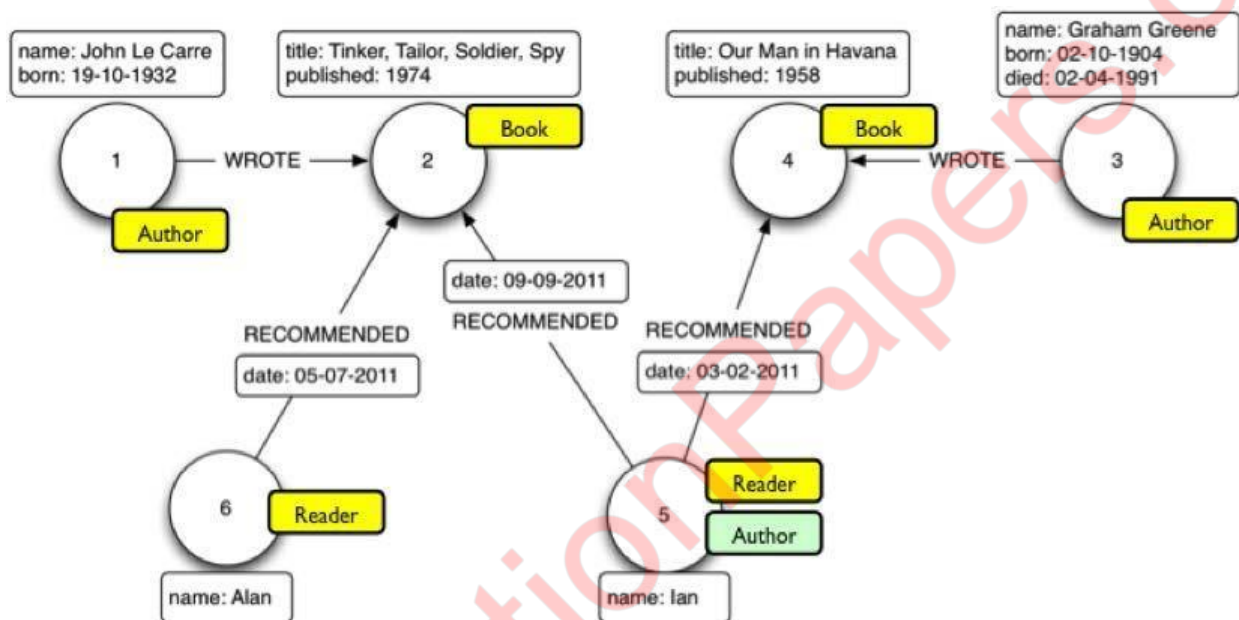 name: John Le Carre
born: 19-10-1932
title: Tinker, Tailor, Soldier, Spy
published: 1974
title: Our Man in Havana
published: 1958
name: Graham Greene
born: 02-10-1904
died: 02-04-1991
1
WROTE
2
Book
4
Book
WROTE
3
Author
Author
date: 09-09-2011
RECOMMENDED
RECOMMENDED
date: 05-07-2011
RECOMMENDED
date: 03-02-2011
6
Reader
5
Reader
Author
name: Alan
name: Ian
tionPapers.c